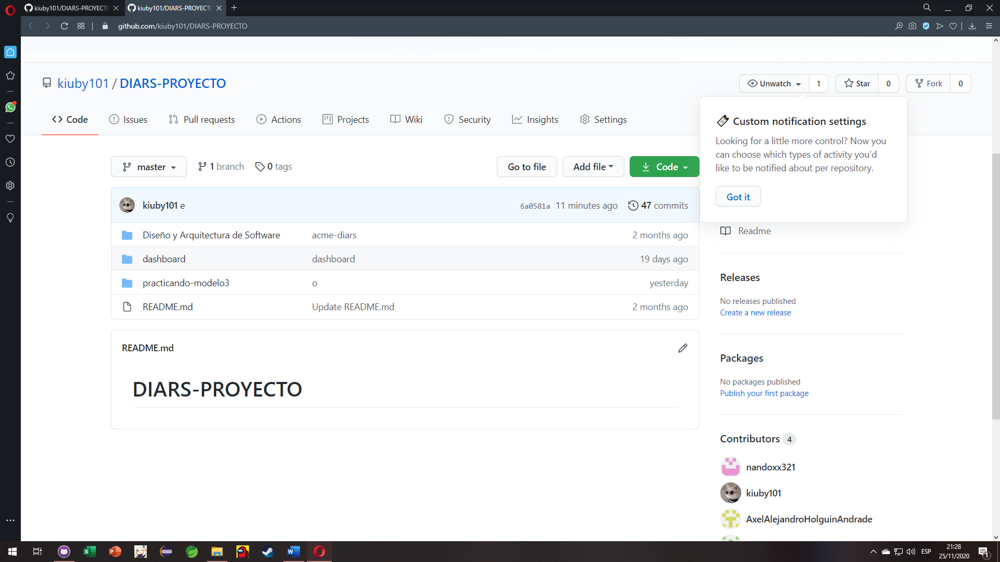 kiuby101/DIARS-PROYECTO
kiuby101/DIARS-PROYECTO
github.com/kiuby101/DIARS-PROYECTO
kiuby101 / DIARS-PROYECTO
Unwatch 1
Star 0
Fork 0
Code
Issues
Pull requests
Actions
Projects
Wiki
Security
Insights
Settings
Custom notification settings
Looking for a little more control? Now you
can choose which types of activity you'd
like to be notified about per repository.
Got it
master
1 branch
0 tags
Go to file
Add file
Code
kiuby101 e
6a0581a 11 minutes ago 47 commits
Diseño y Arquitectura de Software acme-diars 2 months ago
dashboard dashboard 19 days ago
practicando-modelo3 o yesterday
README.md Update README.md 2 months ago
README.md
DIARS-PROYECTO
Readme
Releases
No releases published
Create a new release
Packages
No packages published
Publish your first package
Contributors 4
nandoxx321
kiuby101
AxelAlejandroHolguinAndrade
ESP
21:28
25/11/2020
1